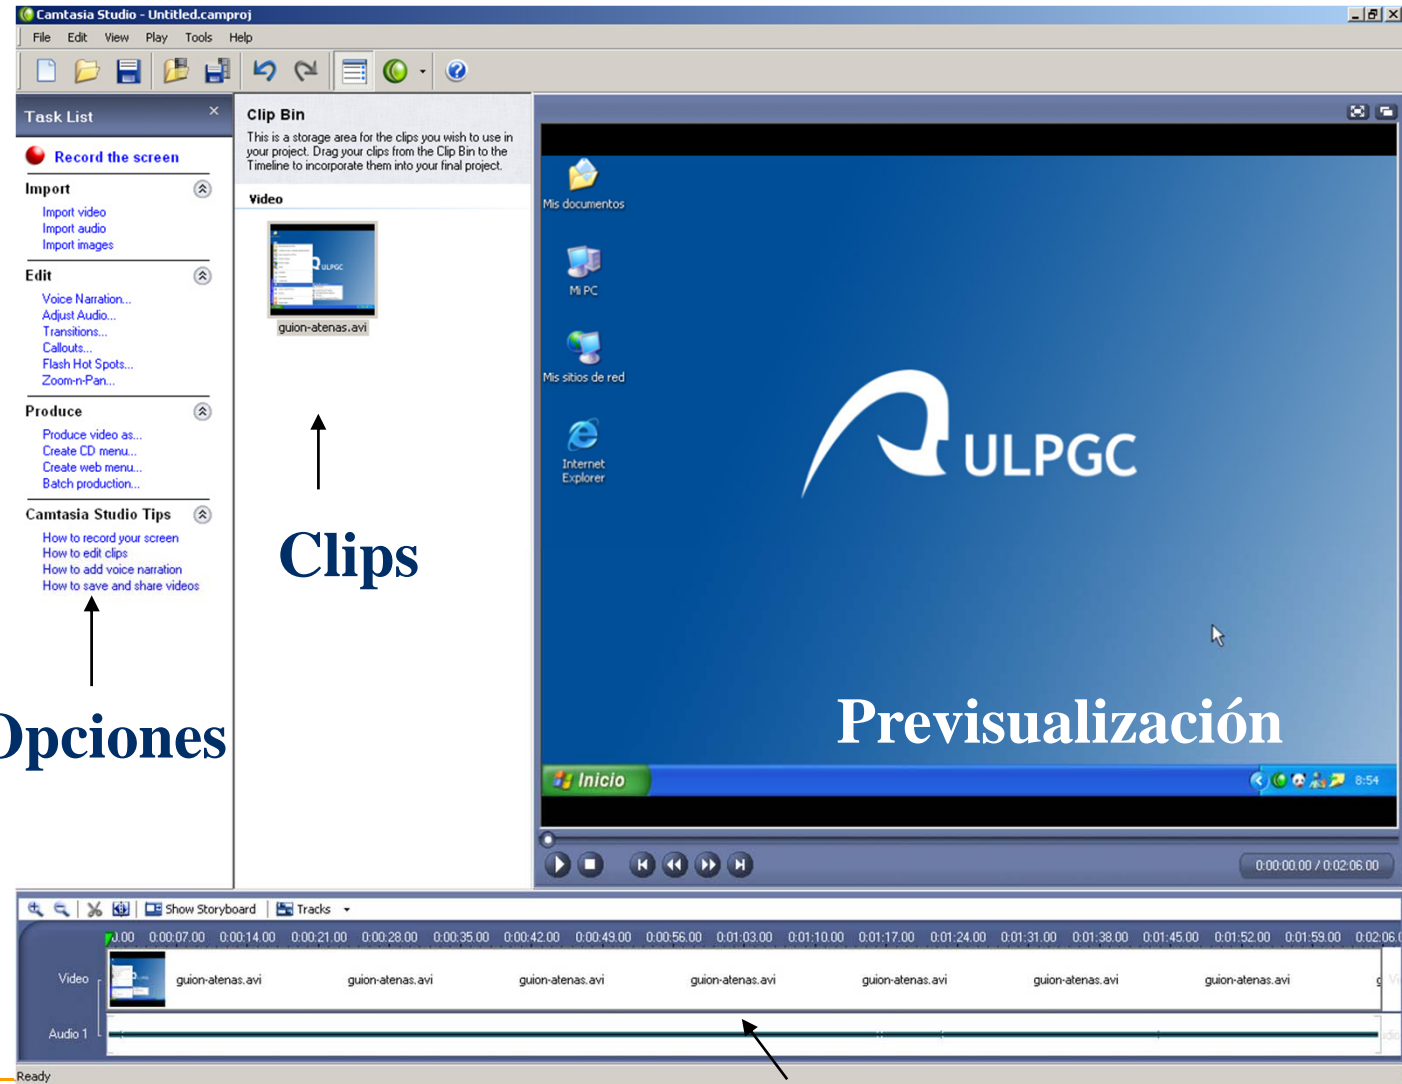 Camtasia Studio - Untitled.camproj
File Edit View Play Tools Help
Task List
Record the screen
Import
Import video
Import audio
Import images
Edit
Voice Narration...
Adjust Audio...
Transitions...
Callouts...
Flash Hot Spots...
Zoom-n-Pan...
Produce
Produce video as...
Create CD menu...
Create web menu...
Batch production...
Camtasia Studio Tips
How to record your screen
How to edit clips
How to add voice narration
How to save and share videos
Opciones
Clip Bin
This is a storage area for the clips you wish to use in
your project. Drag your clips from the Clip Bin to the
Timeline to incorporate them into your final project.
Video
ULPGC
guion-atenas.avi
Clips
Mis documentos
Mi PC
Mis sitios de red
Internet
Explorer
ULPGC
Previsualización
Inicio
8:54
0:00:00.00 / 0:02:06.00
Show Storyboard Tracks
0.00 0:00:07.00 0:00:14.00 0:00:21.00 0:00:28.00 0:00:35.00 0:00:42.00 0:00:49.00 0:00:56.00 0:01:03.00 0:01:10.00 0:01:17.00 0:01:24.00 0:01:31.00 0:01:38.00 0:01:45.00 0:01:52.00 0:01:59.00 0:02:06.0
Video guion-atenas.avi guion-atenas.avi guion-atenas.avi guion-atenas.avi guion-atenas.avi guion-atenas.avi guion-atenas.avi g Vi
Audio 1
Ready